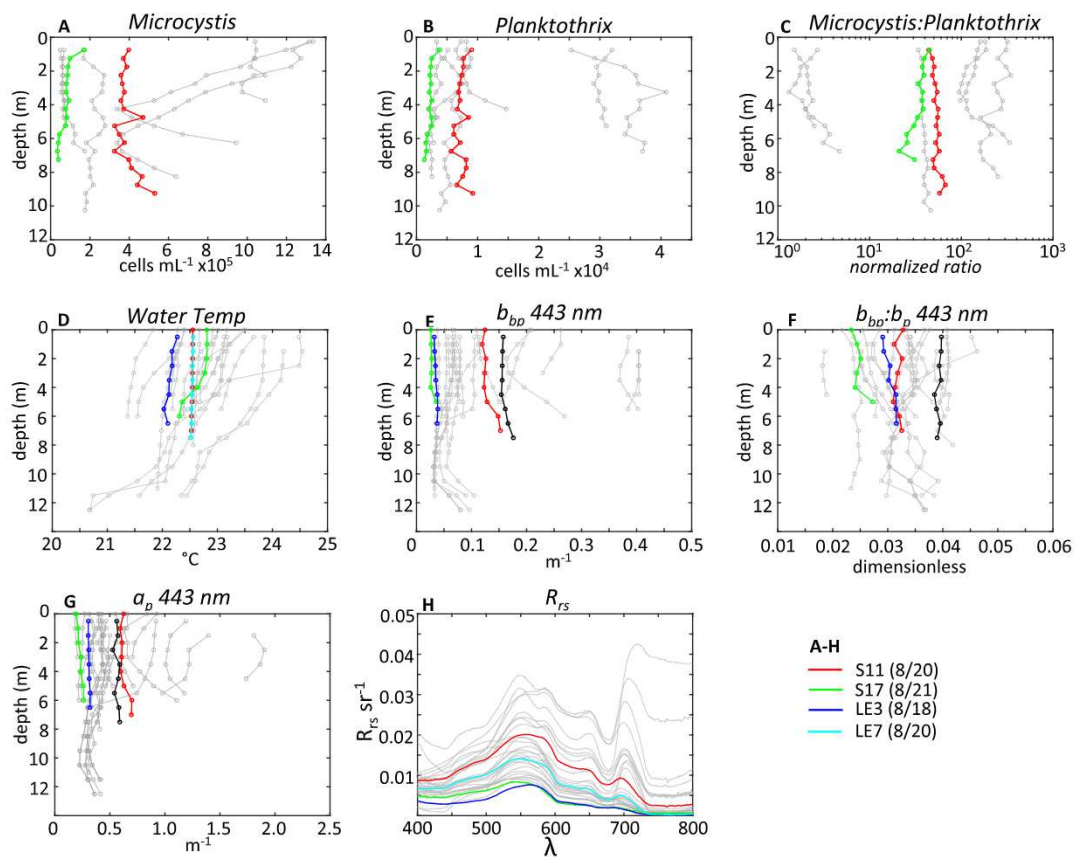 A Microcystis
B Planktothrix
C Microcystis:Planktothrix
depth (m)
0
2
4
6
8
10
12
0 2 4 6 8 10 12 14
cells mL⁻¹ x10⁵
depth (m)
0
2
4
6
8
10
12
0 1 2 3 4
cells mL⁻¹ x10⁴
depth (m)
0
2
4
6
8
10
12
10⁰ 10¹ 10² 10³
normalized ratio
D Water Temp
E b_bp 443 nm
F b_bp:b_p 443 nm
depth (m)
0
2
4
6
8
10
12
20 21 22 23 24 25
°C
depth (m)
0
2
4
6
8
10
12
0 0.1 0.2 0.3 0.4 0.5
m⁻¹
depth (m)
0
2
4
6
8
10
12
0.01 0.02 0.03 0.04 0.05 0.06
dimensionless
G a_p 443 nm
H R_rs
depth (m)
0
2
4
6
8
10
12
14
0 0.5 1.0 1.5 2.0 2.5
m⁻¹
R_rs sr⁻¹
0.05
0.04
0.03
0.02
0.01
400 500 600 700 800
λ
A-H
S11 (8/20)
S17 (8/21)
LE3 (8/18)
LE7 (8/20)